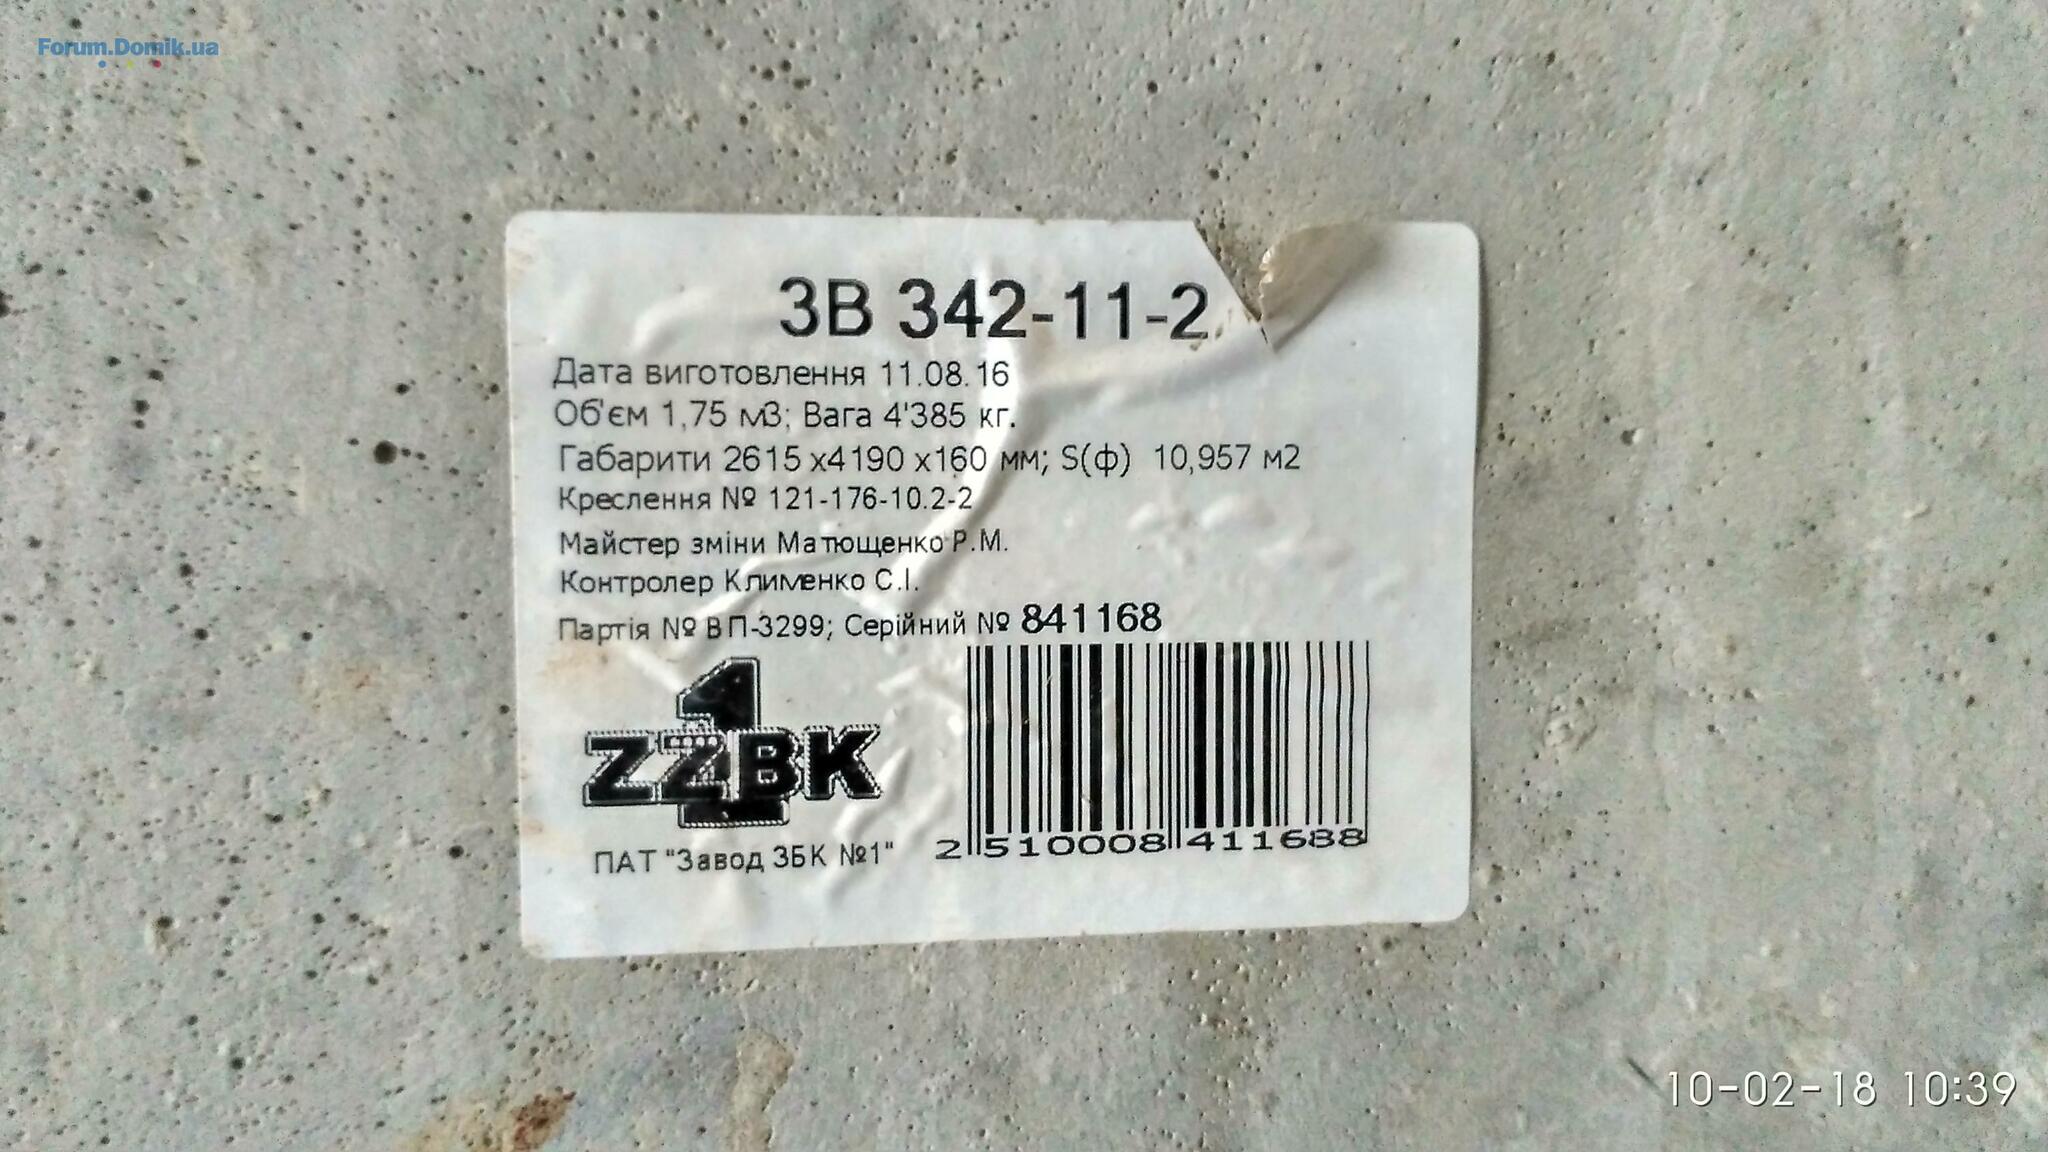 Forum.Domik.ua
ЗВ 342-11-2
Дата виготовлення 11.08.16
Об'єм 1,75 м3; Вага 4'385 кг.
Габарити 2615 x4190 x160 мм; S(ф) 10,957 м2
Креслення № 121-176-10.2-2
Майстер зміни Матющенко Р.М.
Контролер Клименко С.І.
Партія № ВП-3299; Серійний № 841168
1
ZZBK
ПАТ "Завод ЗБК №1"
2 510008 411688
10-02-18 10:39